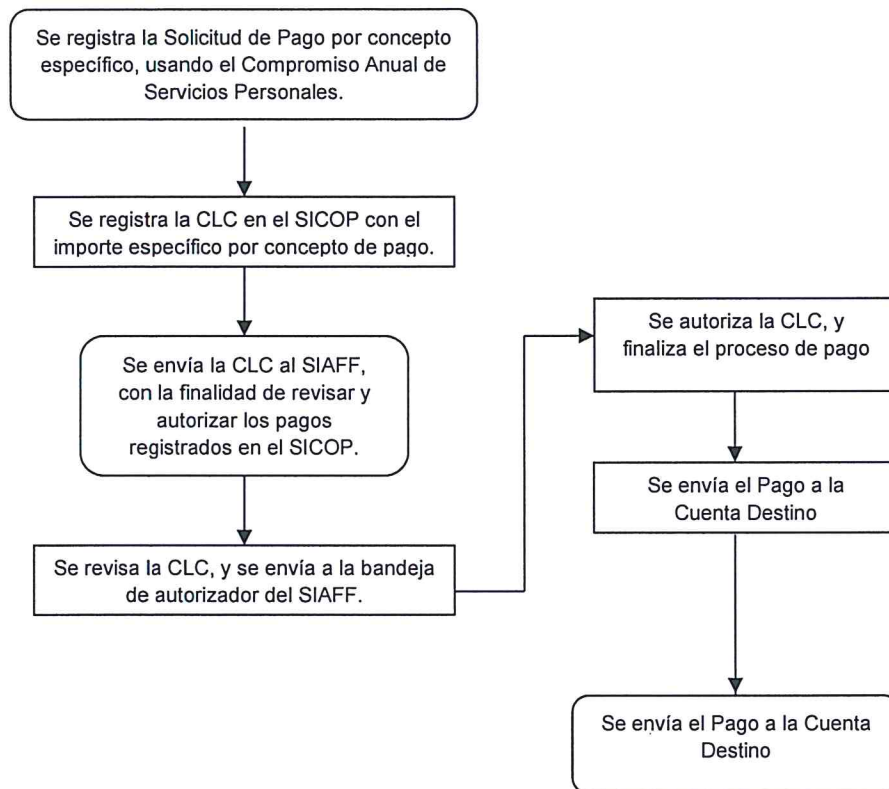 Se registra la Solicitud de Pago por concepto
específico, usando el Compromiso Anual de
Servicios Personales.
Se registra la CLC en el SICOP con el
importe específico por concepto de pago.
Se envía la CLC al SIAFF,
con la finalidad de revisar y
autorizar los pagos
registrados en el SICOP.
Se revisa la CLC, y se envía a la bandeja
de autorizador del SIAFF.
Se autoriza la CLC, y
finaliza el proceso de pago
Se envía el Pago a la
Cuenta Destino
Se envía el Pago a la Cuenta
Destino